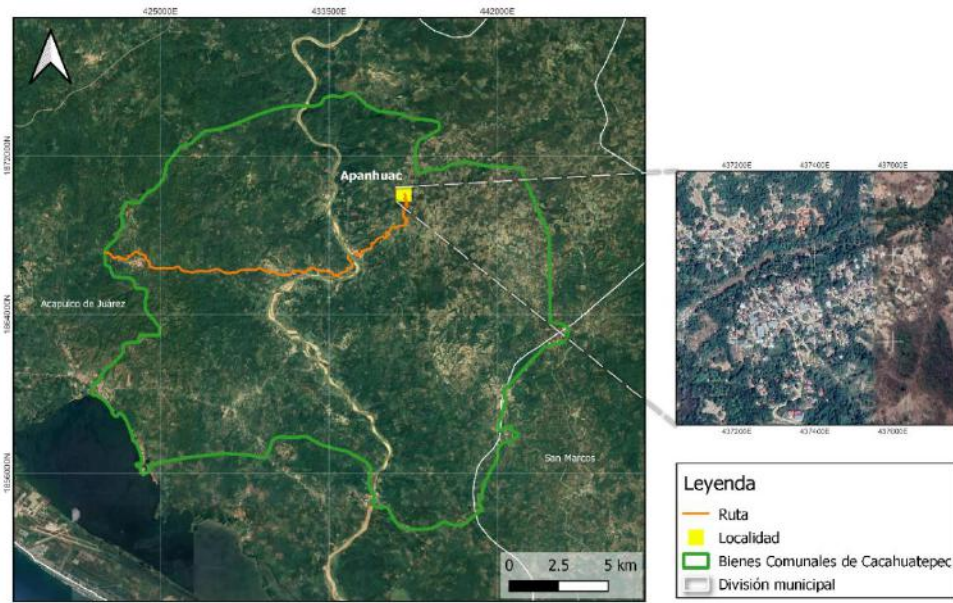 425000E 433500E 442000E
1872000N
Apanhuac
437200E 437400E 437600E
Acapulco de Juárez
1864000N
437200E 437400E 437600E
San Marcos
1856000N
Leyenda
Ruta
Localidad
Bienes Comunales de Cacahuatepec
División municipal
0 2.5 5 km